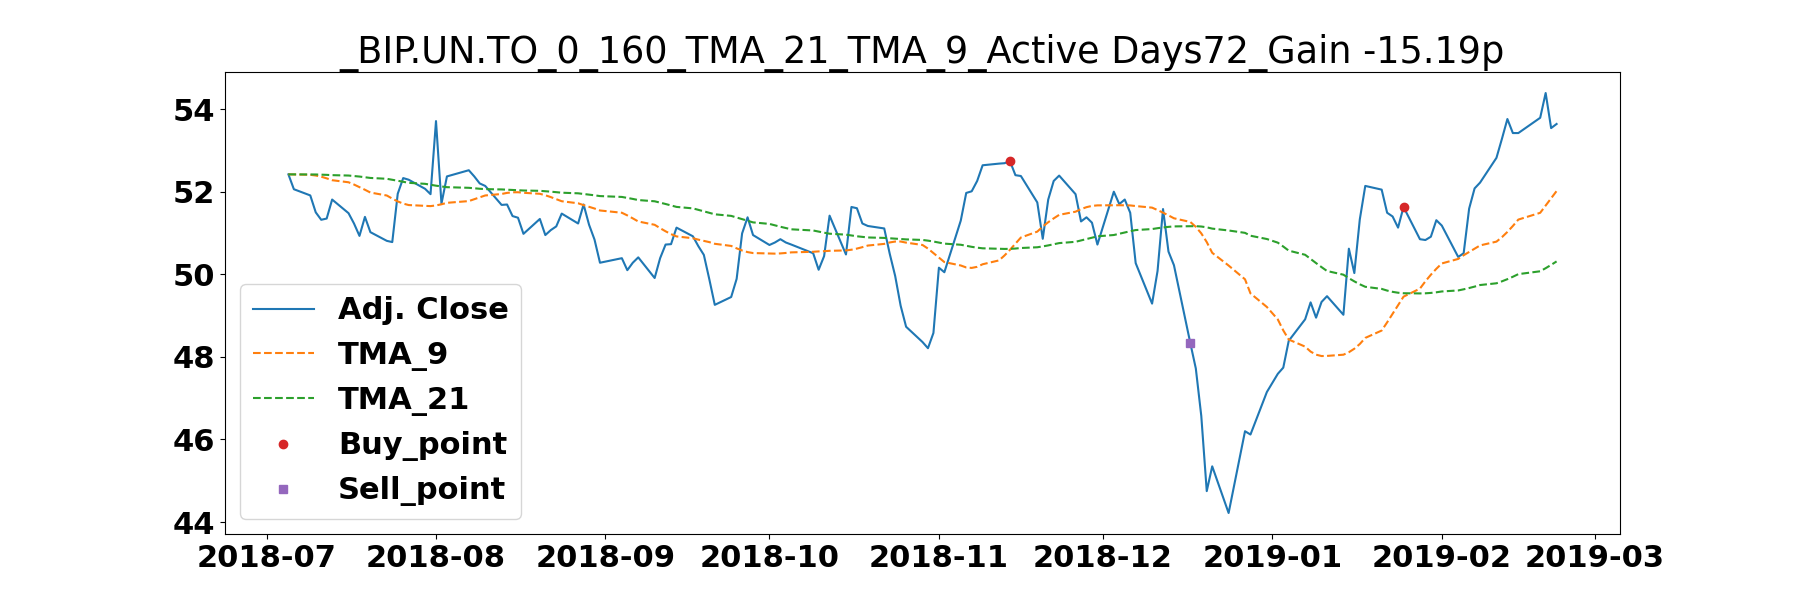 _BIP.UN.TO_0_160_TMA_21_TMA_9_Active Days72_Gain -15.19p
54
52
50
48
46
44
Adj. Close
TMA_9
TMA_21
Buy_point
Sell_point
2018-07 2018-08 2018-09 2018-10 2018-11 2018-12 2019-01 2019-02 2019-03